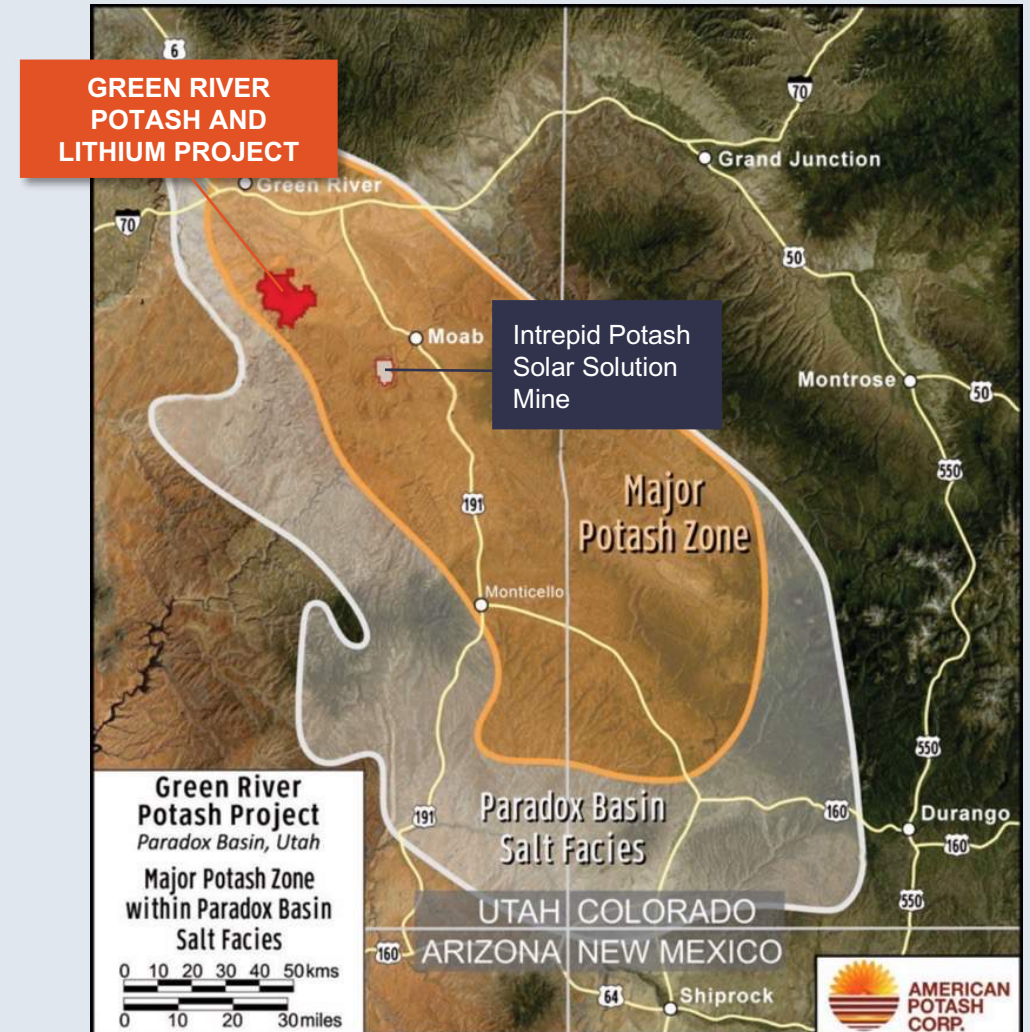 6
GREEN RIVER
POTASH AND
LITHIUM PROJECT
70
Grand Junction
Green River
70
50
Moab
Intrepid Potash
Solar Solution
Mine
Montrose
50
550
191
Major
Potash Zone
Monticello
550
Green River
Potash Project
Paradox Basin, Utah
Major Potash Zone
within Paradox Basin
Salt Facies
0 10 20 30 40 50kms
0 10 20 30miles
191
Paradox Basin
Salt Facies
160
Durango
160
550
UTAH COLORADO
ARIZONA NEW MEXICO
160
64
Shiprock
AMERICAN
POTASH
CORP.